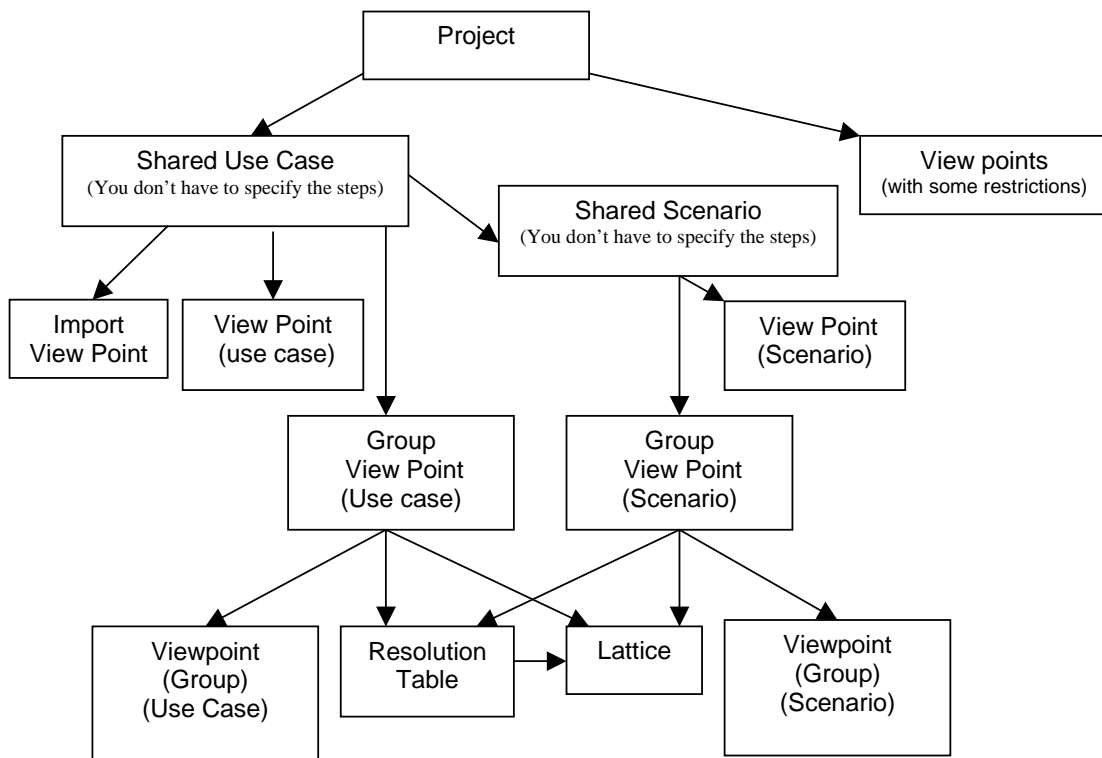 Project
Shared Use Case
(You don't have to specify the steps)
View points
(with some restrictions)
Shared Scenario
(You don't have to specify the steps)
Import
View Point
View Point
(use case)
View Point
(Scenario)
Group
View Point
(Use case)
Group
View Point
(Scenario)
Viewpoint
(Group)
(Use Case)
Resolution
Table
Lattice
Viewpoint
(Group)
(Scenario)